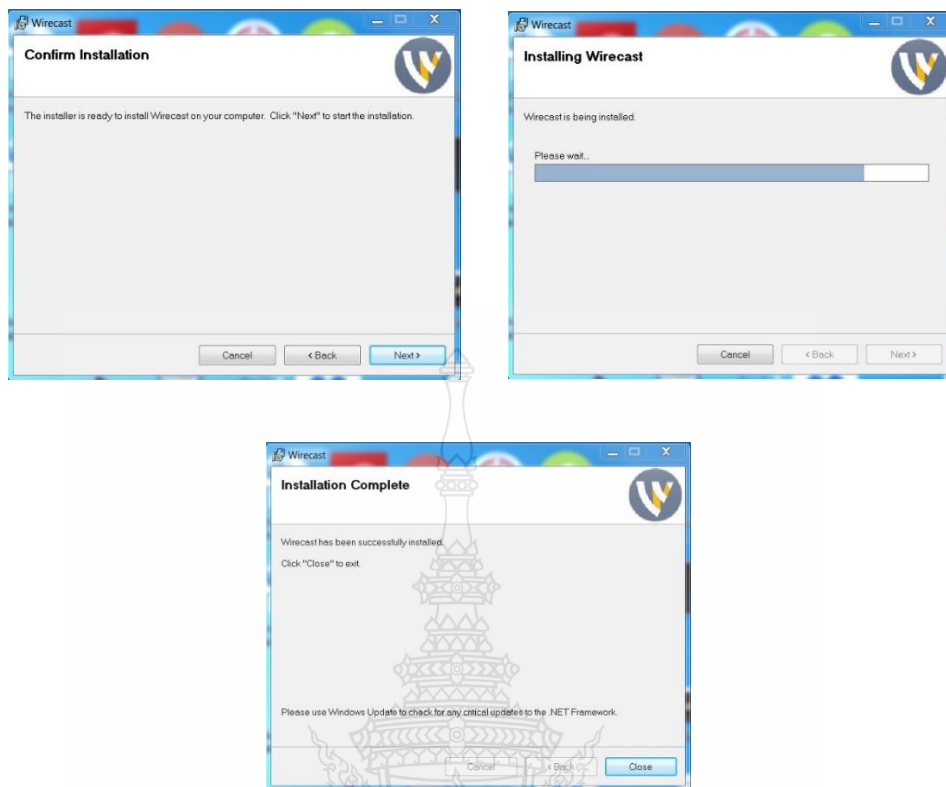 Wirecast
Confirm Installation
The installer is ready to install Wirecast on your computer. Click "Next" to start the installation.
Cancel
< Back
Next >
Wirecast
Installing Wirecast
Wirecast is being installed.
Please wait...
Cancel
< Back
Next >
Wirecast
Installation Complete
Wirecast has been successfully installed.
Click "Close" to exit.
Please use Windows Update to check for any critical updates to the .NET Framework.
Cancel
< Back
Close